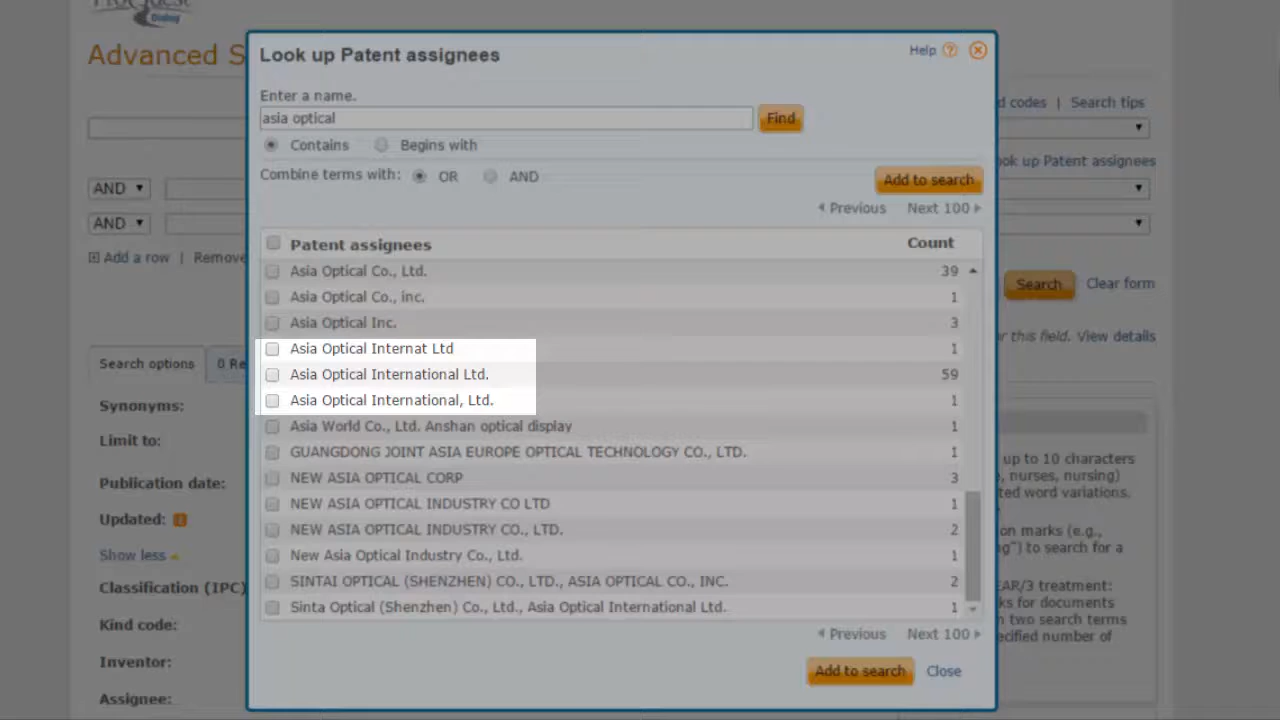 ProQuest
Dialog
Advanced S
Look up Patent assignees
Help
Enter a name.
asia optical
Find
d codes | Search tips
Contains
Begins with
ook up Patent assignees
Combine terms with:
OR
AND
Add to search
AND
Previous
Next 100
AND
Patent assignees
Count
Add a row | Remove
Asia Optical Co., Ltd.
39
Search
Clear form
Asia Optical Co., inc.
1
Asia Optical Inc.
3
r this field. View details
Asia Optical Internat Ltd
1
Search options
0 Re
Asia Optical International Ltd.
59
Synonyms:
Asia Optical International, Ltd.
1
Asia World Co., Ltd. Anshan optical display
1
Limit to:
GUANGDONG JOINT ASIA EUROPE OPTICAL TECHNOLOGY CO., LTD.
1
up to 10 characters
Publication date:
NEW ASIA OPTICAL CORP
3
, nurses, nursing)
ted word variations.
NEW ASIA OPTICAL INDUSTRY CO LTD
1
Updated:
NEW ASIA OPTICAL INDUSTRY CO., LTD.
2
on marks (e.g.,
ng") to search for a
Show less
New Asia Optical Industry Co., Ltd.
1
Classification (IPC)
SINTAI OPTICAL (SHENZHEN) CO., LTD., ASIA OPTICAL CO., INC.
2
EAR/3 treatment:
ks for documents
Sinta Optical (Shenzhen) Co., Ltd., Asia Optical International Ltd.
1
n two search terms
Kind code:
Previous
Next 100
ecified number of
Inventor:
Add to search
Close
Assignee: